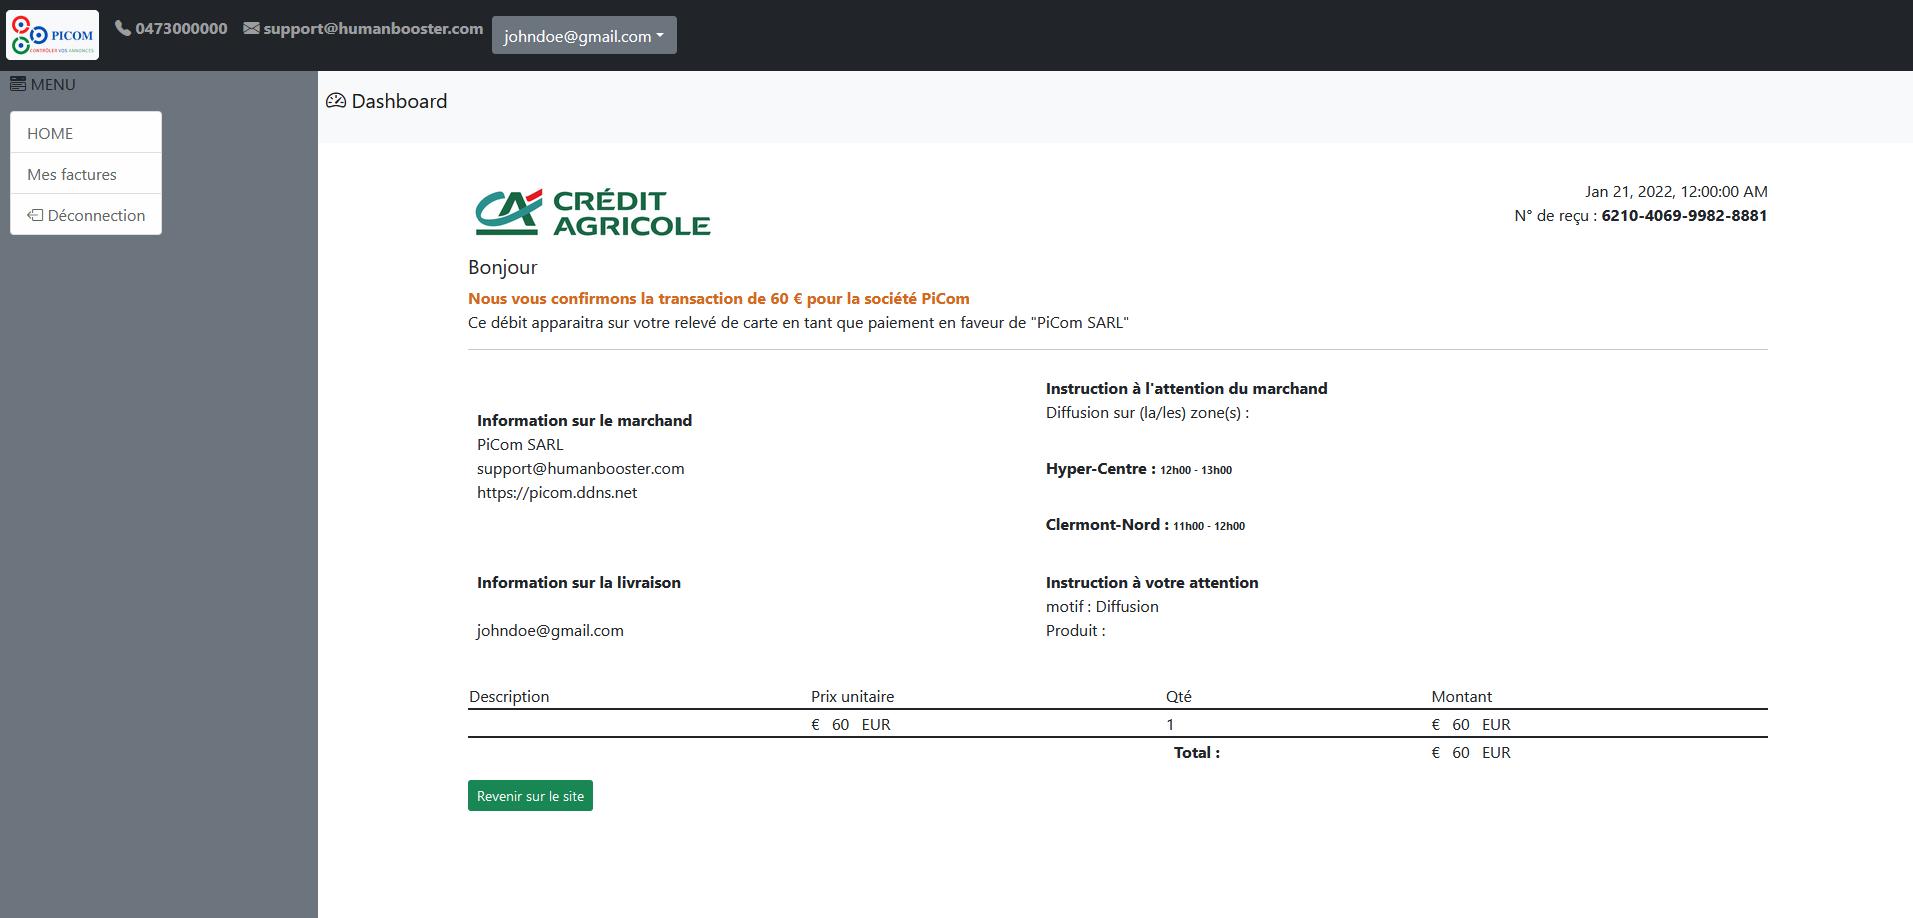 PICOM
CONTRÔLER VOS ANNONCES
0473000000
support@humanbooster.com
johndoe@gmail.com
MENU
HOME
Mes factures
Déconnection
Dashboard
CRÉDIT
AGRICOLE
Jan 21, 2022, 12:00:00 AM
N° de reçu : 6210-4069-9982-8881
Bonjour
Nous vous confirmons la transaction de 60 € pour la société PiCom
Ce débit apparaitra sur votre relevé de carte en tant que paiement en faveur de "PiCom SARL"
Information sur le marchand
PiCom SARL
support@humanbooster.com
https://picom.ddns.net
Instruction à l'attention du marchand
Diffusion sur (la/les) zone(s) :
Hyper-Centre : 12h00 - 13h00
Clermont-Nord : 11h00 - 12h00
Information sur la livraison
johndoe@gmail.com
Instruction à votre attention
motif : Diffusion
Produit :
Description Prix unitaire Qté Montant
€ 60 EUR 1 € 60 EUR
Total : € 60 EUR
Revenir sur le site